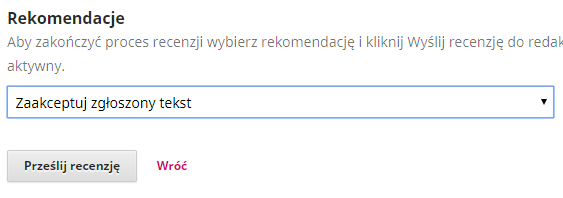 Rekomendacje
Aby zakończyć proces recenzji wybierz rekomendację i kliknij Wyślij recenzję do redak
aktywny.
Zaakceptuj zgłoszony tekst
Prześlij recenzję Wróć